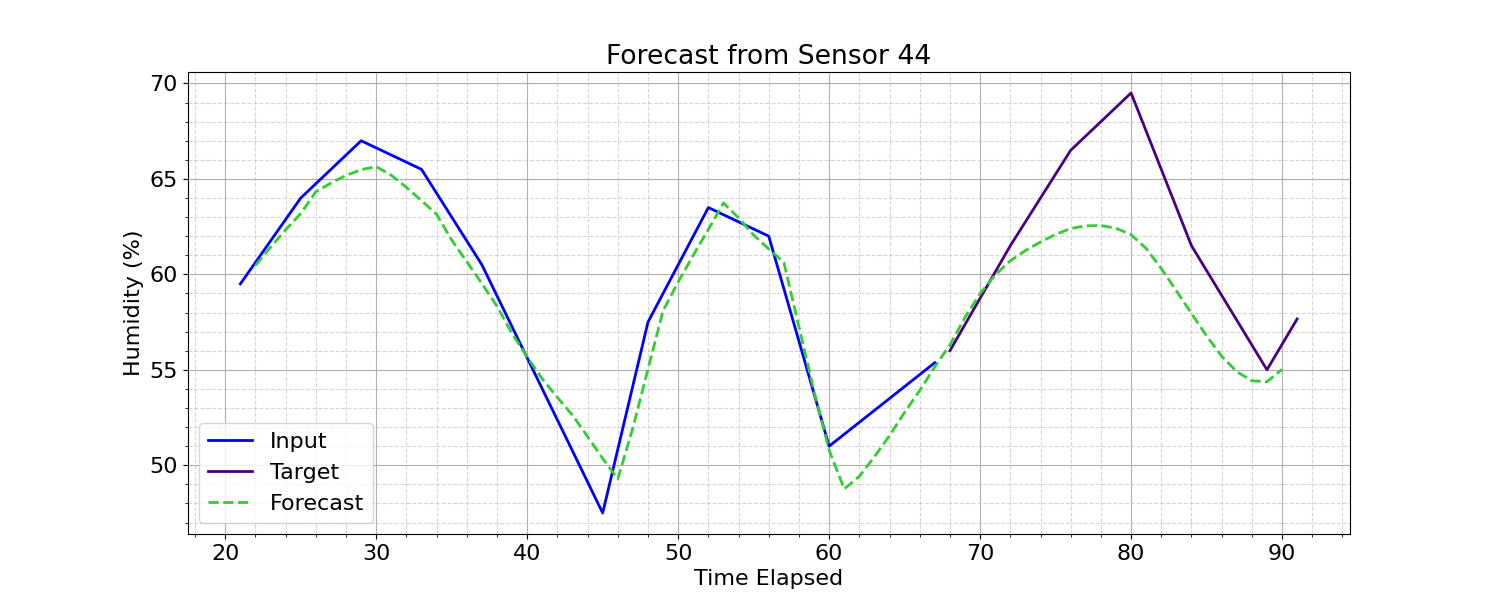 Forecast from Sensor 44
Humidity (%)
70
65
60
55
50
Input
Target
Forecast
20 30 40 50 60 70 80 90
Time Elapsed